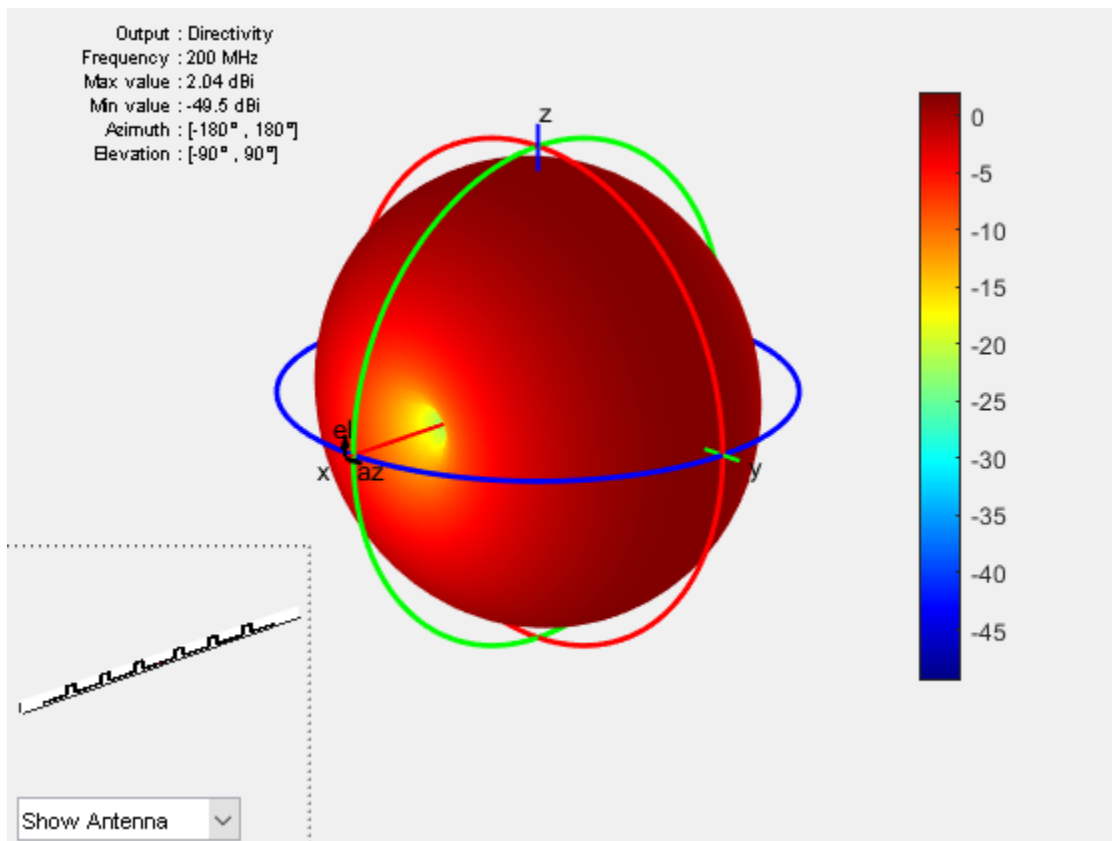 Output : Directivity
Frequency : 200 MHz
Max value : 2.04 dBi
Min value : -49.5 dBi
Azimuth : [-180° , 180°]
Elevation : [-90° , 90°]
z
0
-5
-10
-15
-20
-25
-30
-35
-40
-45
el
x
az
y
Show Antenna